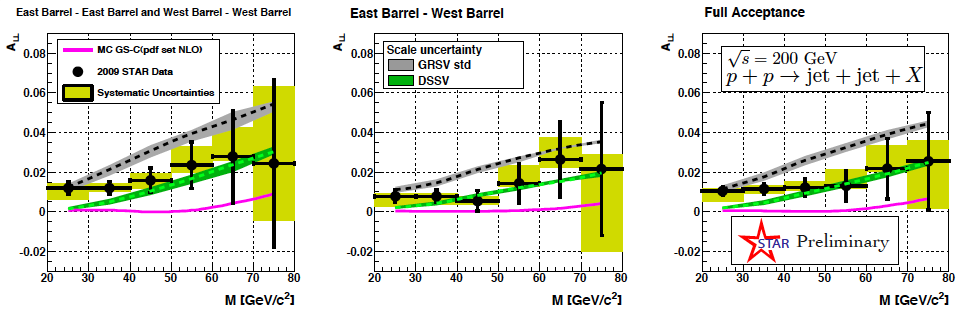 East Barrel - East Barrel and West Barrel - West Barrel
A_LL
0.08
0.06
0.04
0.02
0
-0.02
MC GS-C(pdf set NLO)
2009 STAR Data
Systematic Uncertainties
20 30 40 50 60 70 80
M [GeV/c²]
East Barrel - West Barrel
A_LL
0.08
0.06
0.04
0.02
0
-0.02
Scale uncertainty
GRSV std
DSSV
20 30 40 50 60 70 80
M [GeV/c²]
Full Acceptance
A_LL
0.08
0.06
0.04
0.02
0
-0.02
√s = 200 GeV
p + p → jet + jet + X
STAR Preliminary
20 30 40 50 60 70 80
M [GeV/c²]